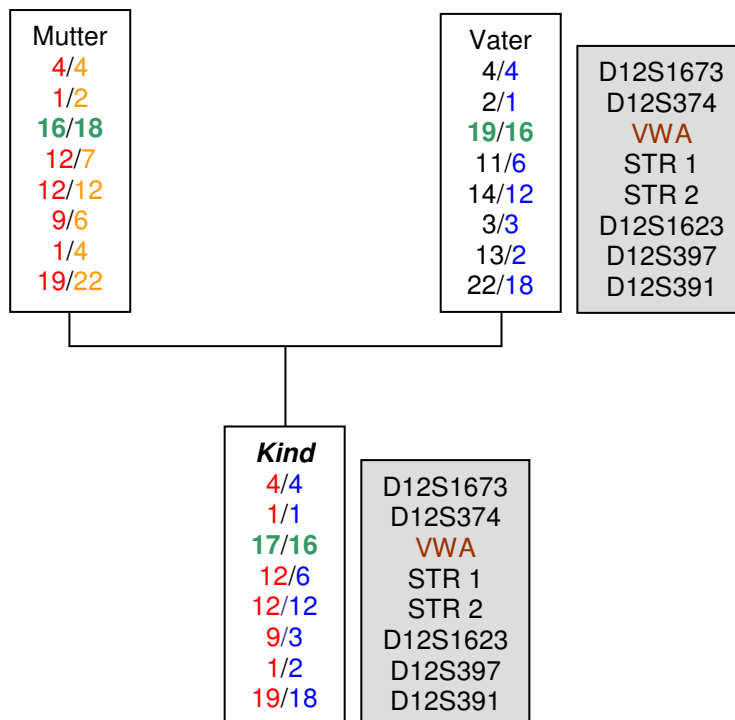 Mutter
4/4
1/2
16/18
12/7
12/12
9/6
1/4
19/22
Vater
4/4
2/1
19/16
11/6
14/12
3/3
13/2
22/18
D12S1673
D12S374
VWA
STR 1
STR 2
D12S1623
D12S397
D12S391
Kind
4/4
1/1
17/16
12/6
12/12
9/3
1/2
19/18
D12S1673
D12S374
VWA
STR 1
STR 2
D12S1623
D12S397
D12S391